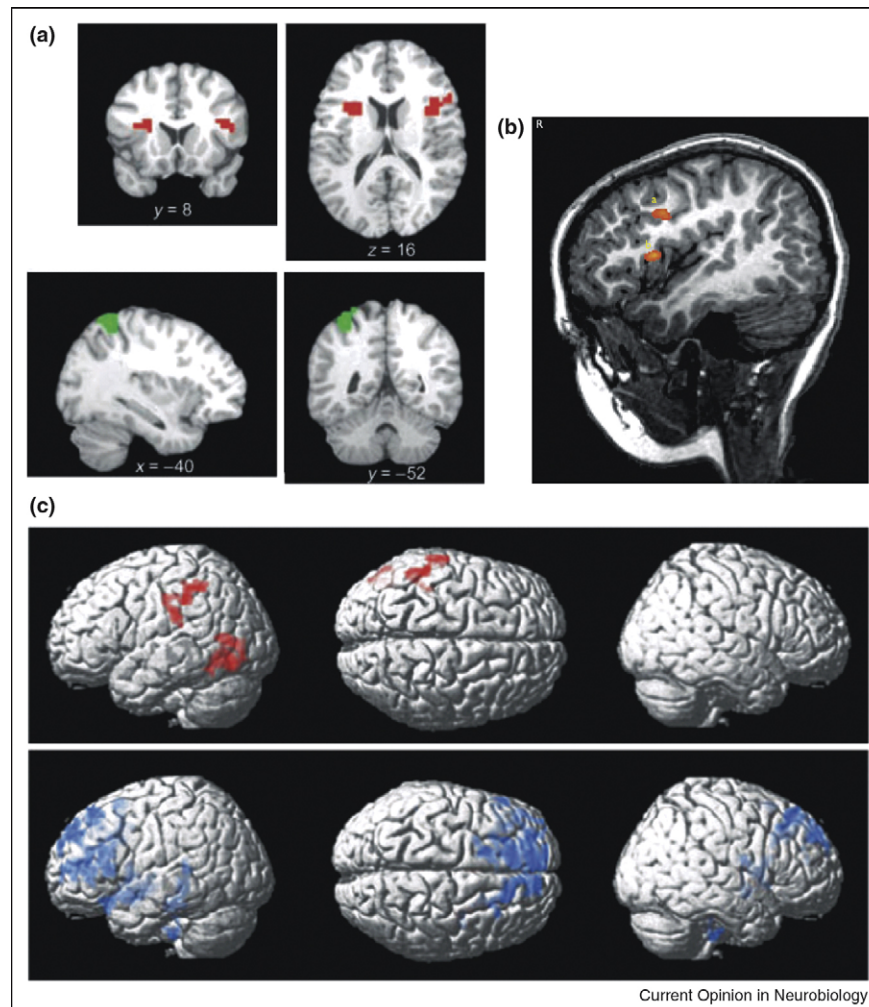 (a)
y = 8
z = 16
(b)
R
a
b
x = –40
y = –52
(c)
Current Opinion in Neurobiology